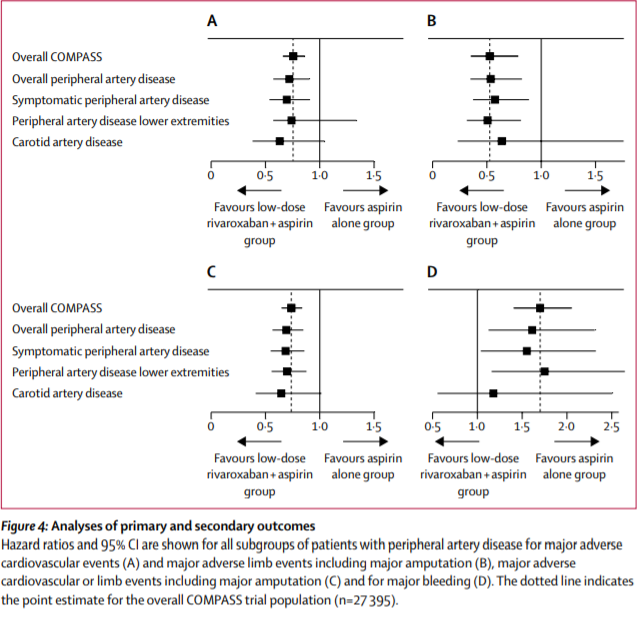 A
B
Overall COMPASS
Overall peripheral artery disease
Symptomatic peripheral artery disease
Peripheral artery disease lower extremities
Carotid artery disease
0 0·5 1·0 1·5
0 0·5 1·0 1·5
Favours low-dose Favours aspirin
rivaroxaban + aspirin alone group
group
Favours low-dose Favours aspirin
rivaroxaban + aspirin alone group
group
C
D
Overall COMPASS
Overall peripheral artery disease
Symptomatic peripheral artery disease
Peripheral artery disease lower extremities
Carotid artery disease
0 0·5 1·0 1·5
0·5 1·0 1·5 2·0 2·5
Favours low-dose Favours aspirin
rivaroxaban + aspirin alone group
group
Favours low-dose Favours aspirin
rivaroxaban + aspirin alone group
group
Figure 4: Analyses of primary and secondary outcomes
Hazard ratios and 95% CI are shown for all subgroups of patients with peripheral artery disease for major adverse
cardiovascular events (A) and major adverse limb events including major amputation (B), major adverse
cardiovascular or limb events including major amputation (C) and for major bleeding (D). The dotted line indicates
the point estimate for the overall COMPASS trial population (n=27 395).